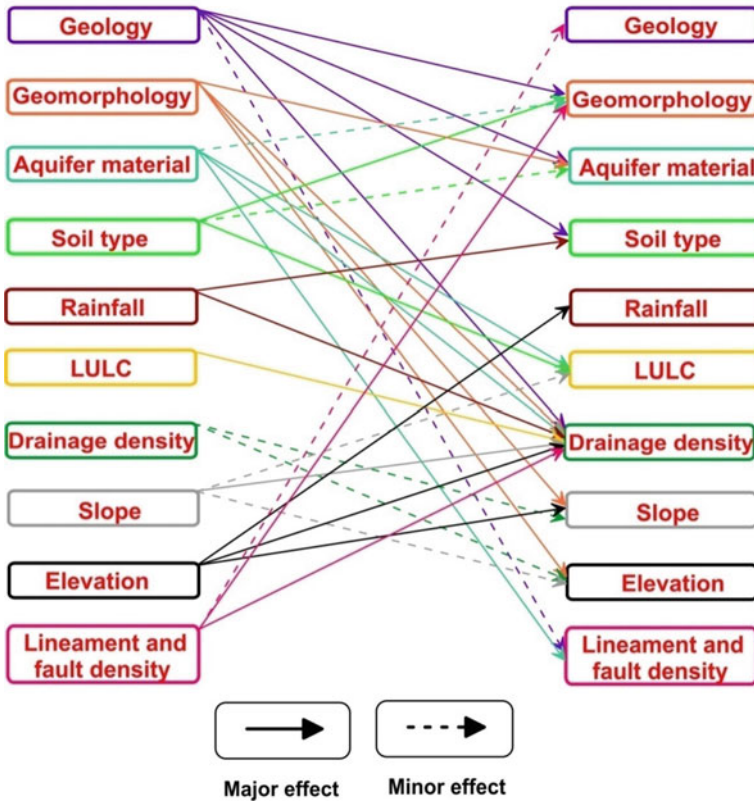 Geology
Geomorphology
Aquifer material
Soil type
Rainfall
LULC
Drainage density
Slope
Elevation
Lineament and
fault density
Geology
Geomorphology
Aquifer material
Soil type
Rainfall
LULC
Drainage density
Slope
Elevation
Lineament and
fault density
Major effect
Minor effect